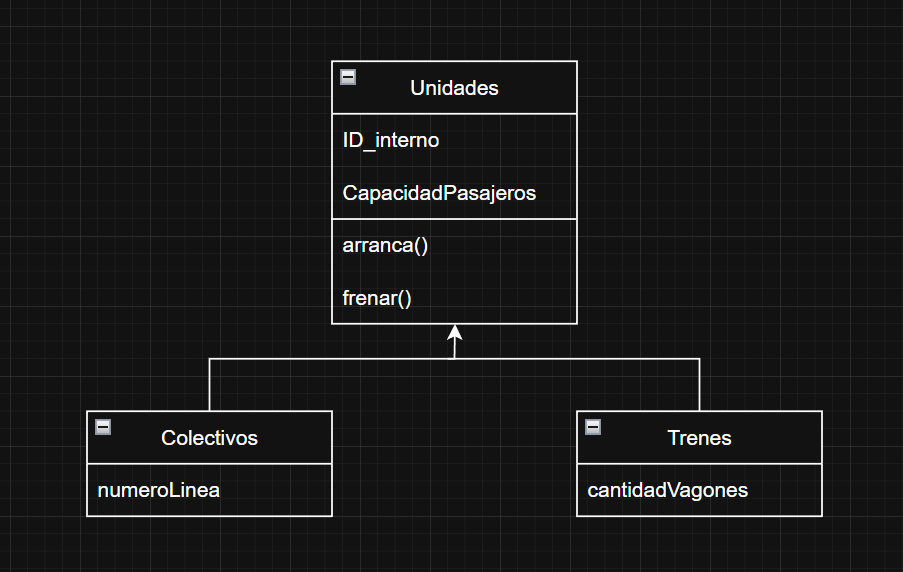 Unidades
ID_interno
CapacidadPasajeros
arranca()
frenar()
Colectivos
numeroLinea
Trenes
cantidadVagones